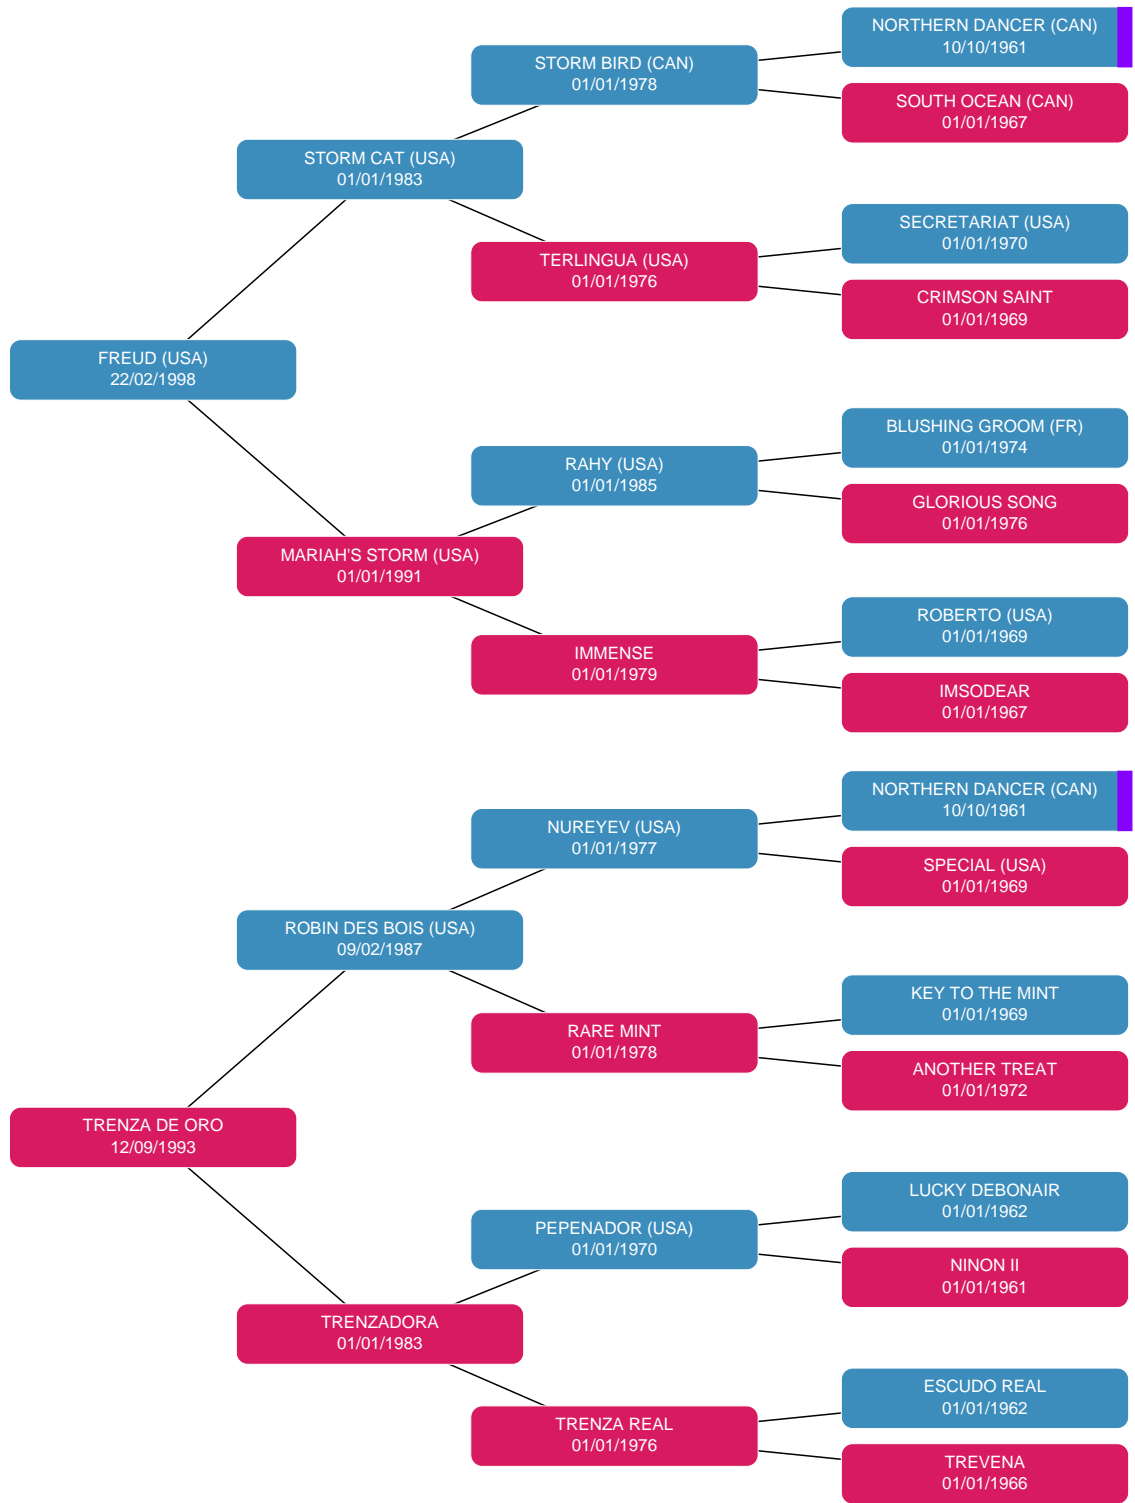 NORTHERN DANCER (CAN)
10/10/1961
STORM BIRD (CAN)
01/01/1978
SOUTH OCEAN (CAN)
01/01/1967
STORM CAT (USA)
01/01/1983
SECRETARIAT (USA)
01/01/1970
TERLINGUA (USA)
01/01/1976
CRIMSON SAINT
01/01/1969
FREUD (USA)
22/02/1998
BLUSHING GROOM (FR)
01/01/1974
RAHY (USA)
01/01/1985
GLORIOUS SONG
01/01/1976
MARIAH'S STORM (USA)
01/01/1991
ROBERTO (USA)
01/01/1969
IMMENSE
01/01/1979
IMSODEAR
01/01/1967
NORTHERN DANCER (CAN)
10/10/1961
NUREYEV (USA)
01/01/1977
SPECIAL (USA)
01/01/1969
ROBIN DES BOIS (USA)
09/02/1987
KEY TO THE MINT
01/01/1969
RARE MINT
01/01/1978
ANOTHER TREAT
01/01/1972
TRENZA DE ORO
12/09/1993
LUCKY DEBONAIR
01/01/1962
PEPENADOR (USA)
01/01/1970
NINON II
01/01/1961
TRENZADORA
01/01/1983
ESCUDO REAL
01/01/1962
TRENZA REAL
01/01/1976
TREVENA
01/01/1966